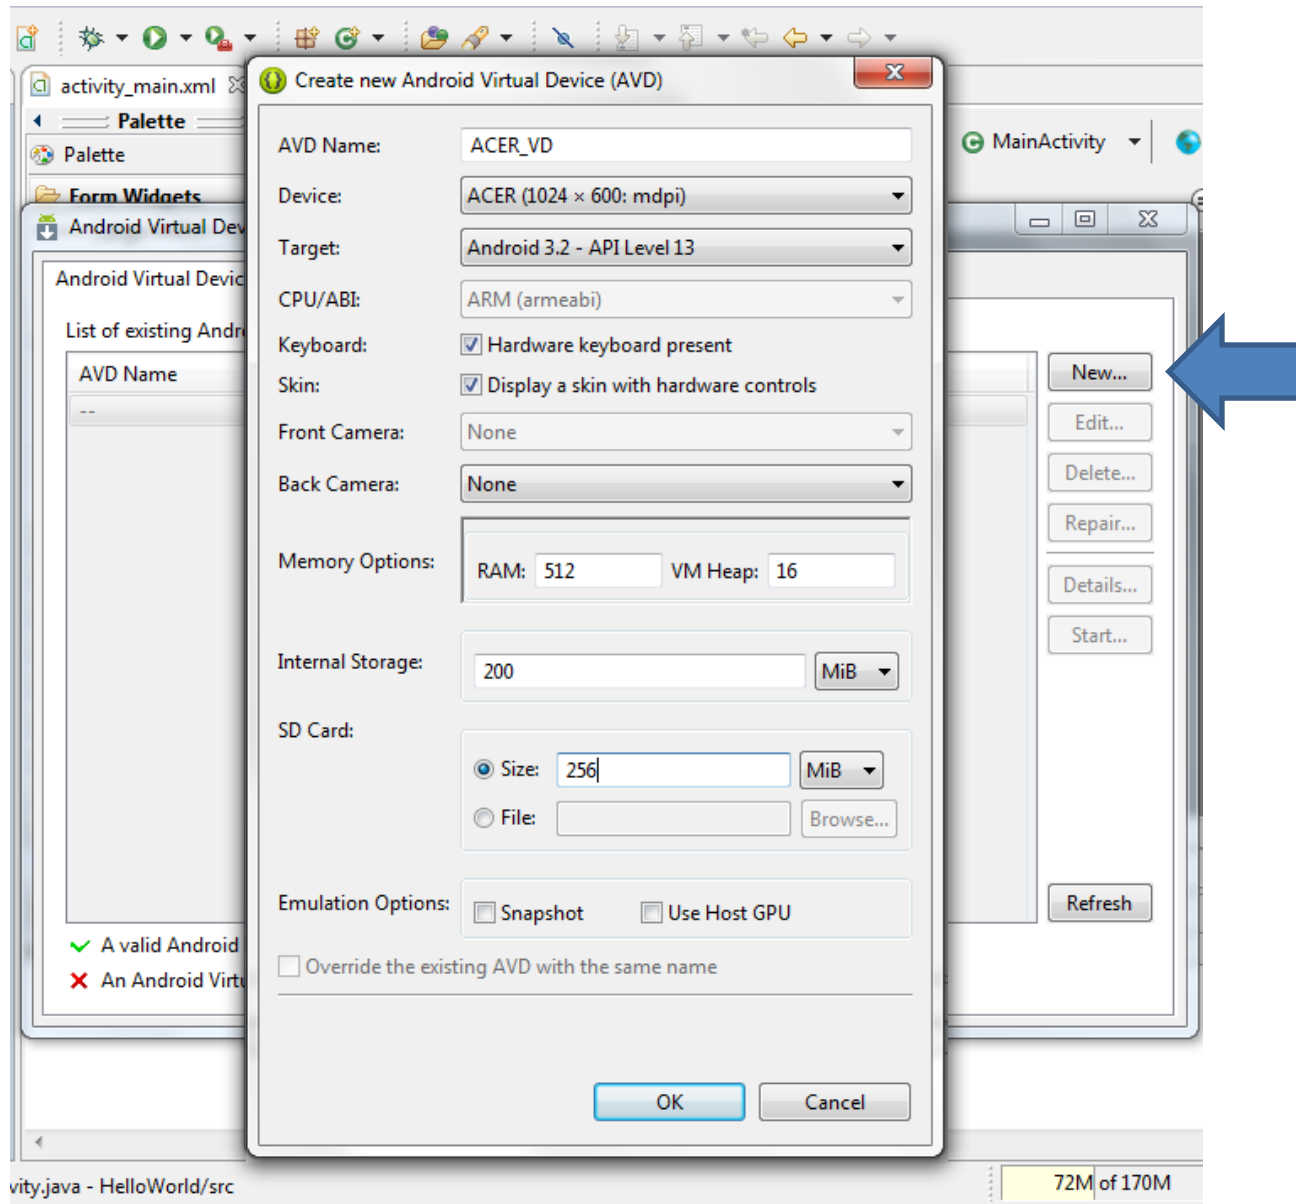 activity_main.xml
Palette
Palette
Form Widgets
MainActivity
Android Virtual Dev
Android Virtual Devic
List of existing Andr
AVD Name
--
Create new Android Virtual Device (AVD)
AVD Name: ACER_VD
Device: ACER (1024 × 600: mdpi)
Target: Android 3.2 - API Level 13
CPU/ABI: ARM (armeabi)
Keyboard: Hardware keyboard present
Skin: Display a skin with hardware controls
Front Camera: None
Back Camera: None
Memory Options: RAM: 512 VM Heap: 16
Internal Storage: 200 MiB
SD Card:
Size: 256 MiB
File: Browse...
Emulation Options: Snapshot Use Host GPU
Override the existing AVD with the same name
OK Cancel
New...
Edit...
Delete...
Repair...
Details...
Start...
Refresh
A valid Android
An Android Virtu
vity.java - HelloWorld/src
72M of 170M